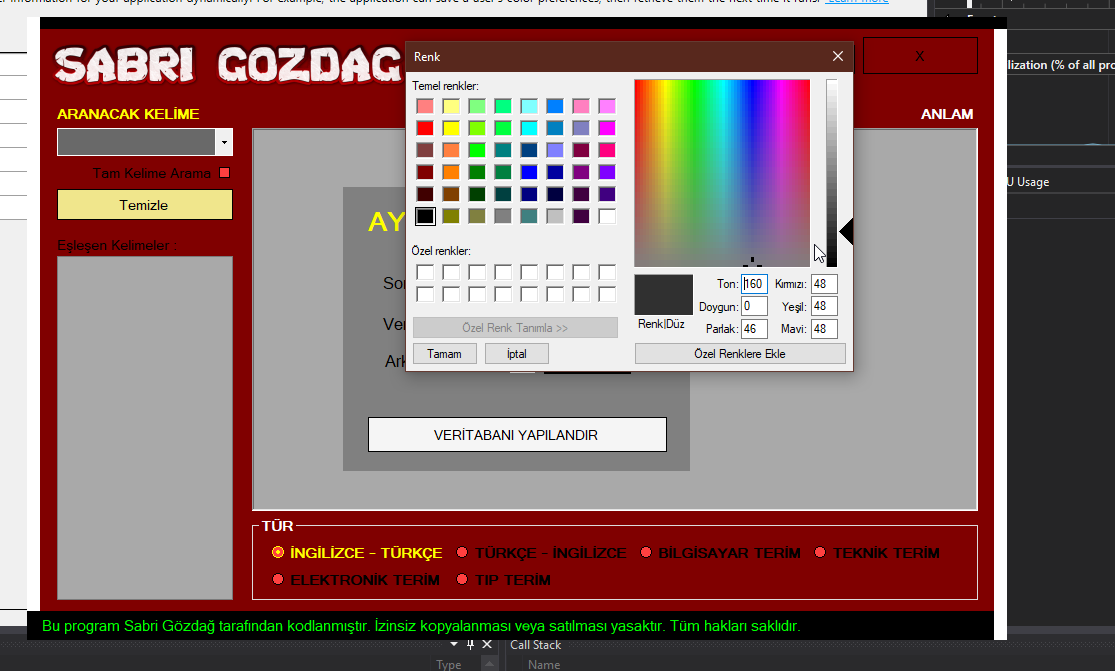 r information for your application dynamically. For example, the application can save a user's color preferences, then retrieve them the next time it runs. Learn more
SABRI GOZDAG
Renk
X
lization (% of all pro
Temel renkler:
ARANACAK KELİME
ANLAM
Tam Kelime Arama
U Usage
Temizle
AY
Eşleşen Kelimeler :
Özel renkler:
Son
Ton: 160
Kırmızı: 48
Ver
Doygun: 0
Yeşil: 48
Renk|Düz
Parlak: 46
Mavi: 48
Özel Renk Tanımla >>
Tamam
İptal
Özel Renklere Ekle
Ark
VERİTABANI YAPILANDIR
TÜR
İNGİLİZCE - TÜRKÇE
TÜRKÇE - İNGİLİZCE
BİLGİSAYAR TERİM
TEKNİK TERİM
ELEKTRONİK TERİM
TIP TERİM
Bu program Sabri Gözdağ tarafından kodlanmıştır. İzinsiz kopyalanması veya satılması yasaktır. Tüm hakları saklıdır.
Call Stack
Type
Name